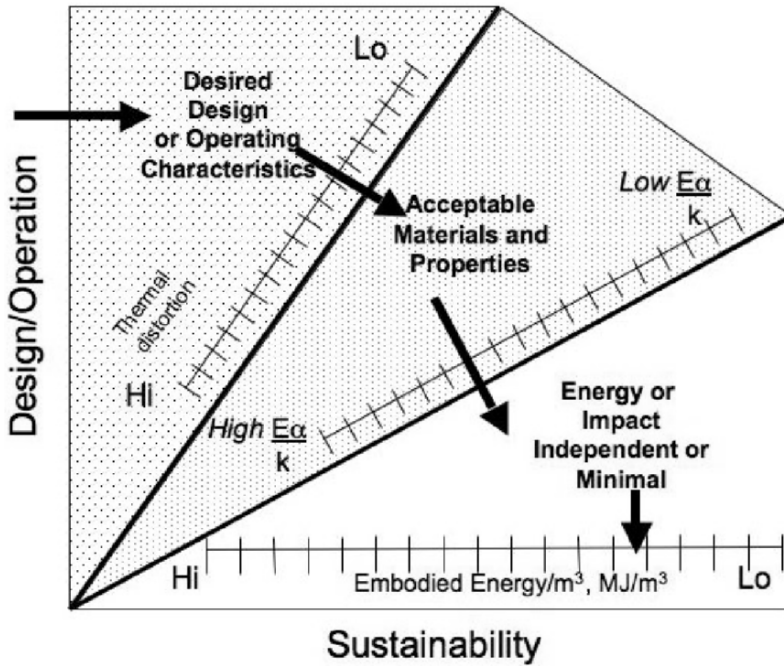 Design/Operation
Lo
Desired
Design
or Operating
Characteristics
Thermal
distortion
Hi
Acceptable
Materials and
Properties
Low Eα
k
High Eα
k
Energy or
Impact
Independent or
Minimal
Hi
Embodied Energy/m³, MJ/m³
Lo
Sustainability